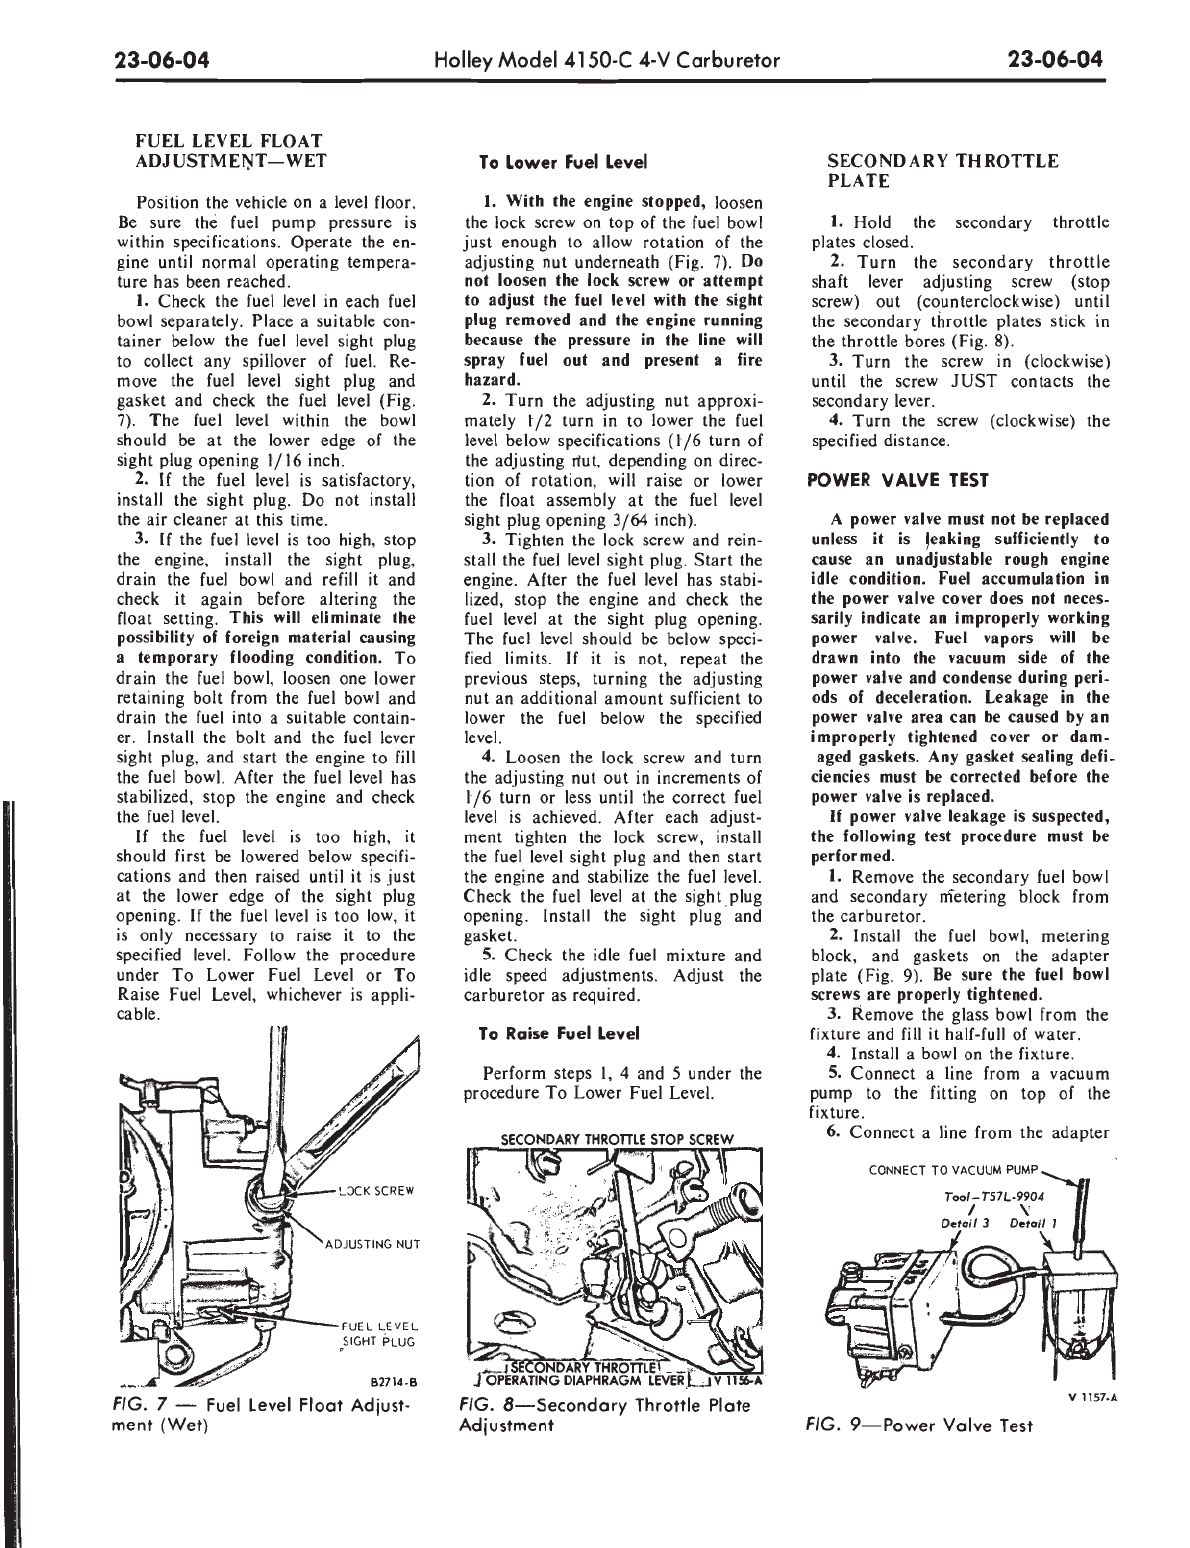 23-06-04 Holley Model 4150-C 4-V Carburetor 23-06-04
FUEL LEVEL FLOAT
ADJUSTMENT—WET
Position the vehicle on a level floor.
Be sure the fuel pump pressure is
within specifications. Operate the en-
gine until normal operating tempera-
ture has been reached.
1. Check the fuel level in each fuel
bowl separately. Place a suitable con-
tainer below the fuel level sight plug
to collect any spillover of fuel. Re-
move the fuel level sight plug and
gasket and check the fuel level (Fig.
7). The fuel level within the bowl
should be at the lower edge of the
sight plug opening 1/16 inch.
2. If the fuel level is satisfactory,
install the sight plug. Do not install
the air cleaner at this time.
3. If the fuel level is too high, stop
the engine, install the sight plug,
drain the fuel bowl and refill it and
check it again before altering the
float setting. This will eliminate the
possibility of foreign material causing
a temporary flooding condition. To
drain the fuel bowl, loosen one lower
retaining bolt from the fuel bowl and
drain the fuel into a suitable contain-
er. Install the bolt and the fuel lever
sight plug, and start the engine to fill
the fuel bowl. After the fuel level has
stabilized, stop the engine and check
the fuel level.
If the fuel level is too high, it
should first be lowered below specifi-
cations and then raised until it is just
at the lower edge of the sight plug
opening. If the fuel level is too low, it
is only necessary to raise it to the
specified level. Follow the procedure
under To Lower Fuel Level or To
Raise Fuel Level, whichever is appli-
cable.
LOCK SCREW
ADJUSTING NUT
FUEL LEVEL
SIGHT PLUG
B2714-B
FIG. 7 — Fuel Level Float Adjust-
ment (Wet)
To Lower Fuel Level
1. With the engine stopped, loosen
the lock screw on top of the fuel bowl
just enough to allow rotation of the
adjusting nut underneath (Fig. 7). Do
not loosen the lock screw or attempt
to adjust the fuel level with the sight
plug removed and the engine running
because the pressure in the line will
spray fuel out and present a fire
hazard.
2. Turn the adjusting nut approxi-
mately 1/2 turn in to lower the fuel
level below specifications (1/6 turn of
the adjusting nut, depending on direc-
tion of rotation, will raise or lower
the float assembly at the fuel level
sight plug opening 3/64 inch).
3. Tighten the lock screw and rein-
stall the fuel level sight plug. Start the
engine. After the fuel level has stabi-
lized, stop the engine and check the
fuel level at the sight plug opening.
The fuel level should be below speci-
fied limits. If it is not, repeat the
previous steps, turning the adjusting
nut an additional amount sufficient to
lower the fuel below the specified
level.
4. Loosen the lock screw and turn
the adjusting nut out in increments of
1/6 turn or less until the correct fuel
level is achieved. After each adjust-
ment tighten the lock screw, install
the fuel level sight plug and then start
the engine and stabilize the fuel level.
Check the fuel level at the sight plug
opening. Install the sight plug and
gasket.
5. Check the idle fuel mixture and
idle speed adjustments. Adjust the
carburetor as required.
To Raise Fuel Level
Perform steps 1, 4 and 5 under the
procedure To Lower Fuel Level.
SECONDARY THROTTLE STOP SCREW
SECONDARY THROTTLE
OPERATING DIAPHRAGM LEVER V 1156-A
FIG. 8—Secondary Throttle Plate
Adjustment
SECONDARY THROTTLE
PLATE
1. Hold the secondary throttle
plates closed.
2. Turn the secondary throttle
shaft lever adjusting screw (stop
screw) out (counterclockwise) until
the secondary throttle plates stick in
the throttle bores (Fig. 8).
3. Turn the screw in (clockwise)
until the screw JUST contacts the
secondary lever.
4. Turn the screw (clockwise) the
specified distance.
POWER VALVE TEST
A power valve must not be replaced
unless it is leaking sufficiently to
cause an unadjustable rough engine
idle condition. Fuel accumulation in
the power valve cover does not neces-
sarily indicate an improperly working
power valve. Fuel vapors will be
drawn into the vacuum side of the
power valve and condense during peri-
ods of deceleration. Leakage in the
power valve area can be caused by an
improperly tightened cover or dam-
aged gaskets. Any gasket sealing defi-
ciencies must be corrected before the
power valve is replaced.
If power valve leakage is suspected,
the following test procedure must be
performed.
1. Remove the secondary fuel bowl
and secondary metering block from
the carburetor.
2. Install the fuel bowl, metering
block, and gaskets on the adapter
plate (Fig. 9). Be sure the fuel bowl
screws are properly tightened.
3. Remove the glass bowl from the
fixture and fill it half-full of water.
4. Install a bowl on the fixture.
5. Connect a line from a vacuum
pump to the fitting on top of the
fixture.
6. Connect a line from the adapter
CONNECT TO VACUUM PUMP
Tool-T57L-9904
Detail 3 Detail 1
V 1157-A
FIG. 9—Power Valve Test